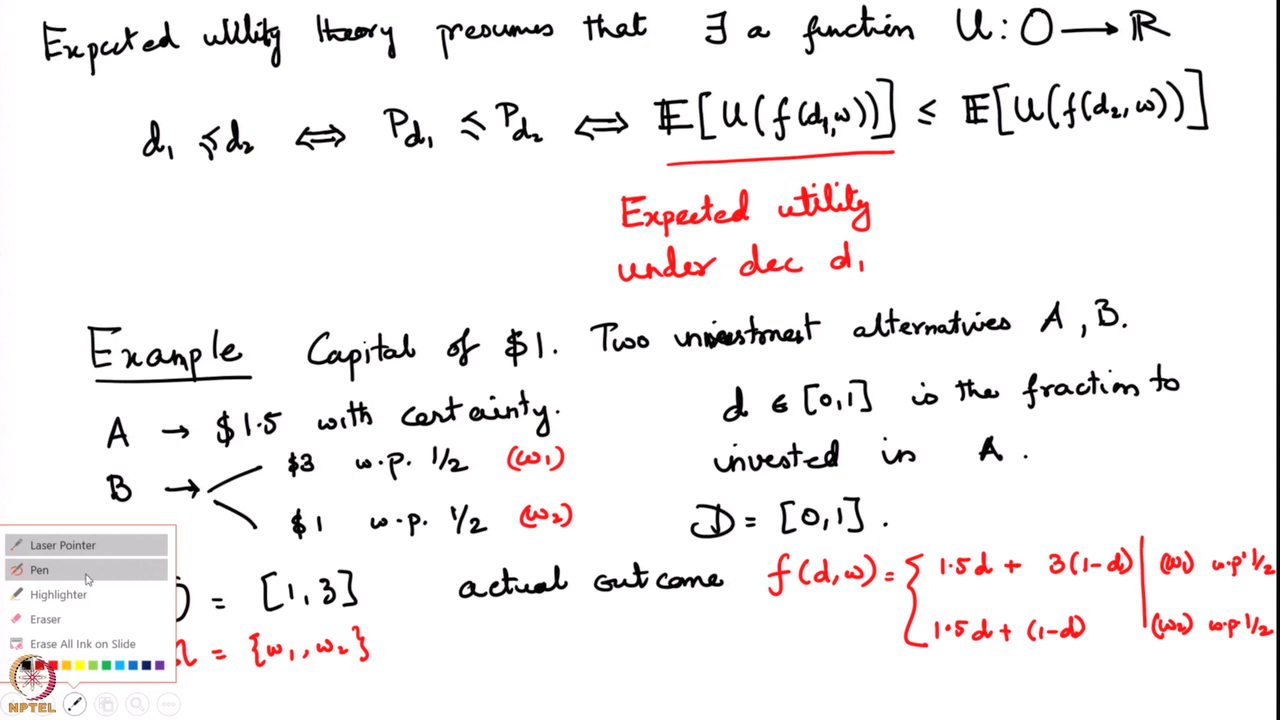 Expected utility theory presumes that ∃ a function U : O → ℝ
d₁ ≼ d₂ ⟺ P_d₁ ≼ P_d₂ ⟺ 𝔼[U(f(d₁,ω))] ≤ 𝔼[U(f(d₂,ω))]
Expected utility
under dec d₁
Example Capital of $1. Two investment alternatives A, B.
A → $1.5 with certainty.
d ∈ [0,1] is the fraction to
invested in A.
B → $3 w.p. 1/2 (ω₁)
$1 w.p. 1/2 (ω₂)
D = [0,1].
O = [1,3]
actual outcome f(d,ω) = { 1.5d + 3(1-d) | (ω₁) w.p. 1/2
1.5d + (1-d) | (ω₂) w.p. 1/2
Ω = {ω₁, ω₂}
Laser Pointer
Pen
Highlighter
Eraser
Erase All Ink on Slide
NPTEL